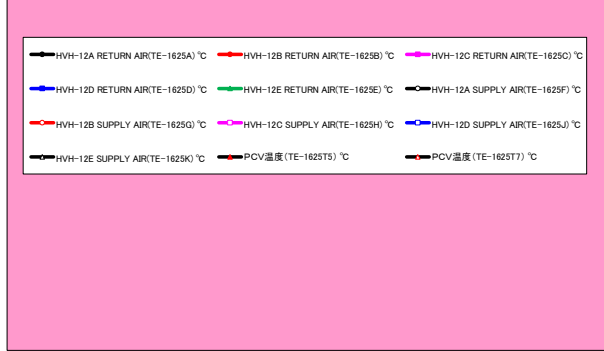 HVH-12A RETURN AIR(TE-1625A) ℃ HVH-12B RETURN AIR(TE-1625B) ℃ HVH-12C RETURN AIR(TE-1625C) ℃
HVH-12D RETURN AIR(TE-1625D) ℃ HVH-12E RETURN AIR(TE-1625E) ℃ HVH-12A SUPPLY AIR(TE-1625F) ℃
HVH-12B SUPPLY AIR(TE-1625G) ℃ HVH-12C SUPPLY AIR(TE-1625H) ℃ HVH-12D SUPPLY AIR(TE-1625J) ℃
HVH-12E SUPPLY AIR(TE-1625K) ℃ PCV温度(TE-1625T5) ℃ PCV温度(TE-1625T7) ℃